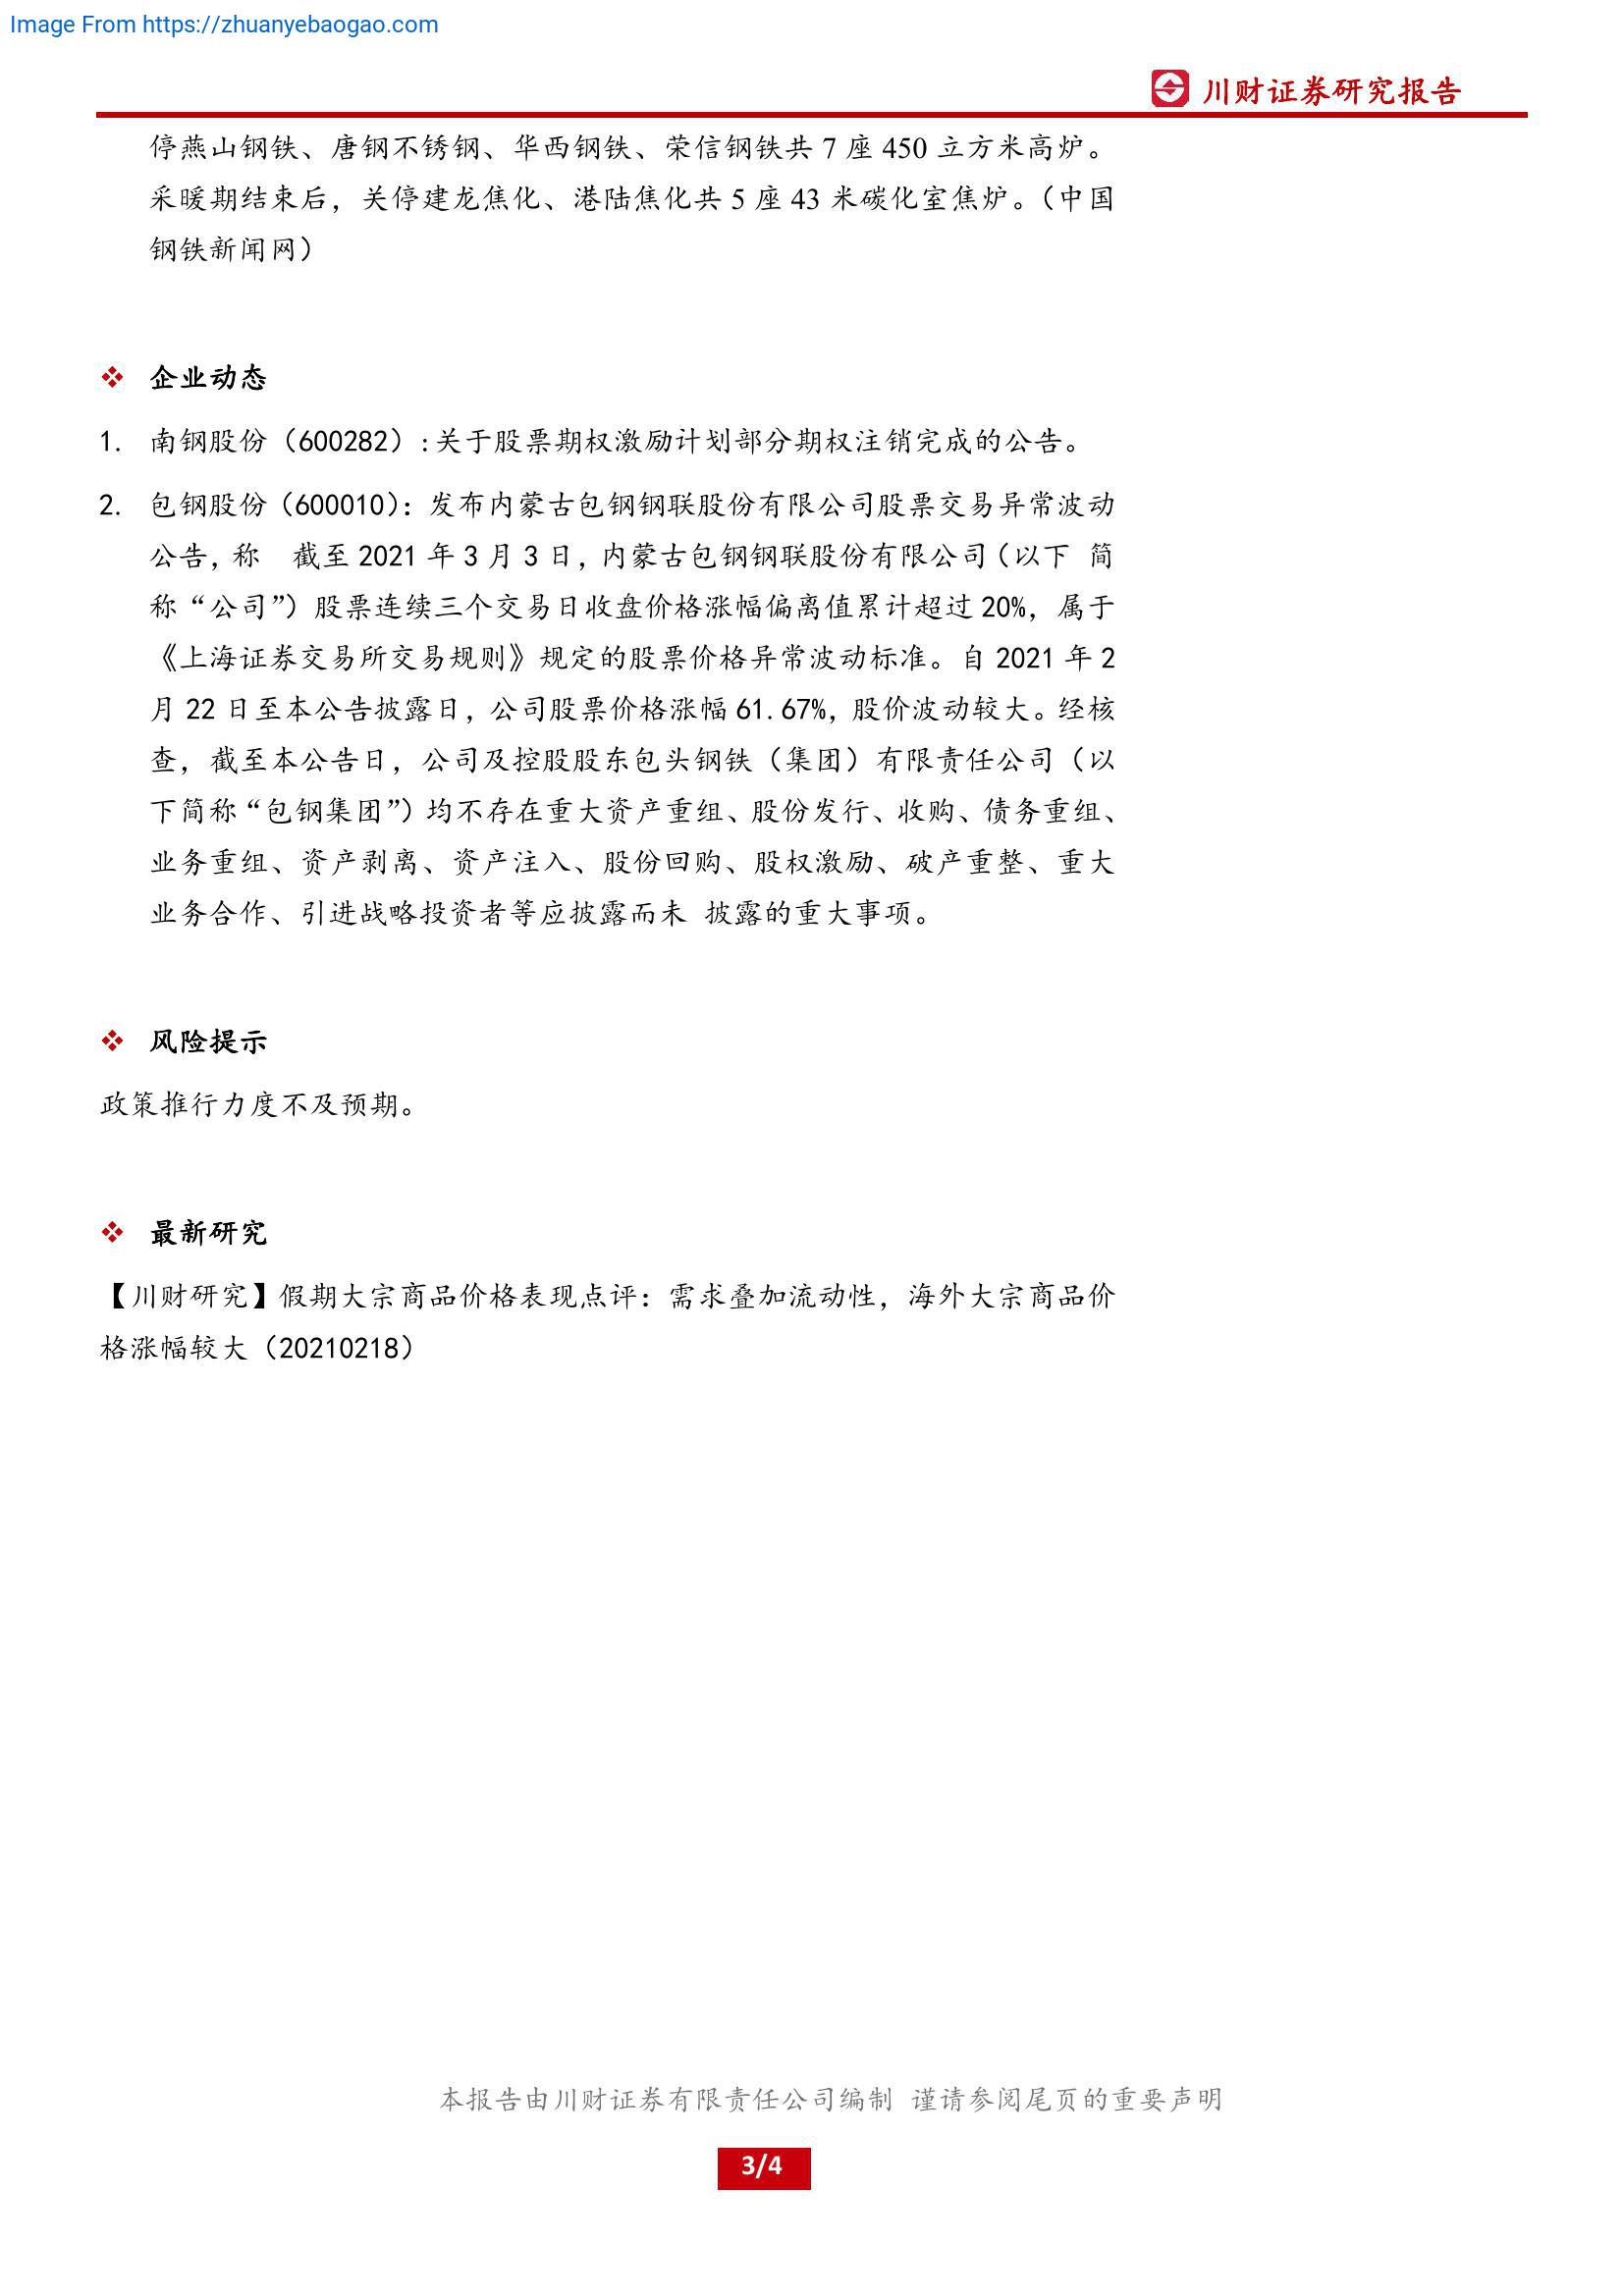 Image From https://zhuanyebaogao.com
川财证券研究报告
停燕山钢铁、唐钢不锈钢、华西钢铁、荣信钢铁共 7 座 450 立方米高炉。
采暖期结束后，关停建龙焦化、港陆焦化共 5 座 43 米碳化室焦炉。（中国
钢铁新闻网）
❖ 企业动态
1. 南钢股份（600282）:关于股票期权激励计划部分期权注销完成的公告。
2. 包钢股份（600010）：发布内蒙古包钢钢联股份有限公司股票交易异常波动
公告，称 截至 2021 年 3 月 3 日，内蒙古包钢钢联股份有限公司（以下 简
称“公司”）股票连续三个交易日收盘价格涨幅偏离值累计超过 20%，属于
《上海证券交易所交易规则》规定的股票价格异常波动标准。自 2021 年 2
月 22 日至本公告披露日，公司股票价格涨幅 61.67%，股价波动较大。经核
查，截至本公告日，公司及控股股东包头钢铁（集团）有限责任公司（以
下简称“包钢集团”）均不存在重大资产重组、股份发行、收购、债务重组、
业务重组、资产剥离、资产注入、股份回购、股权激励、破产重整、重大
业务合作、引进战略投资者等应披露而未 披露的重大事项。
❖ 风险提示
政策推行力度不及预期。
❖ 最新研究
【川财研究】假期大宗商品价格表现点评：需求叠加流动性，海外大宗商品价
格涨幅较大（20210218）
本报告由川财证券有限责任公司编制 谨请参阅尾页的重要声明
3/4